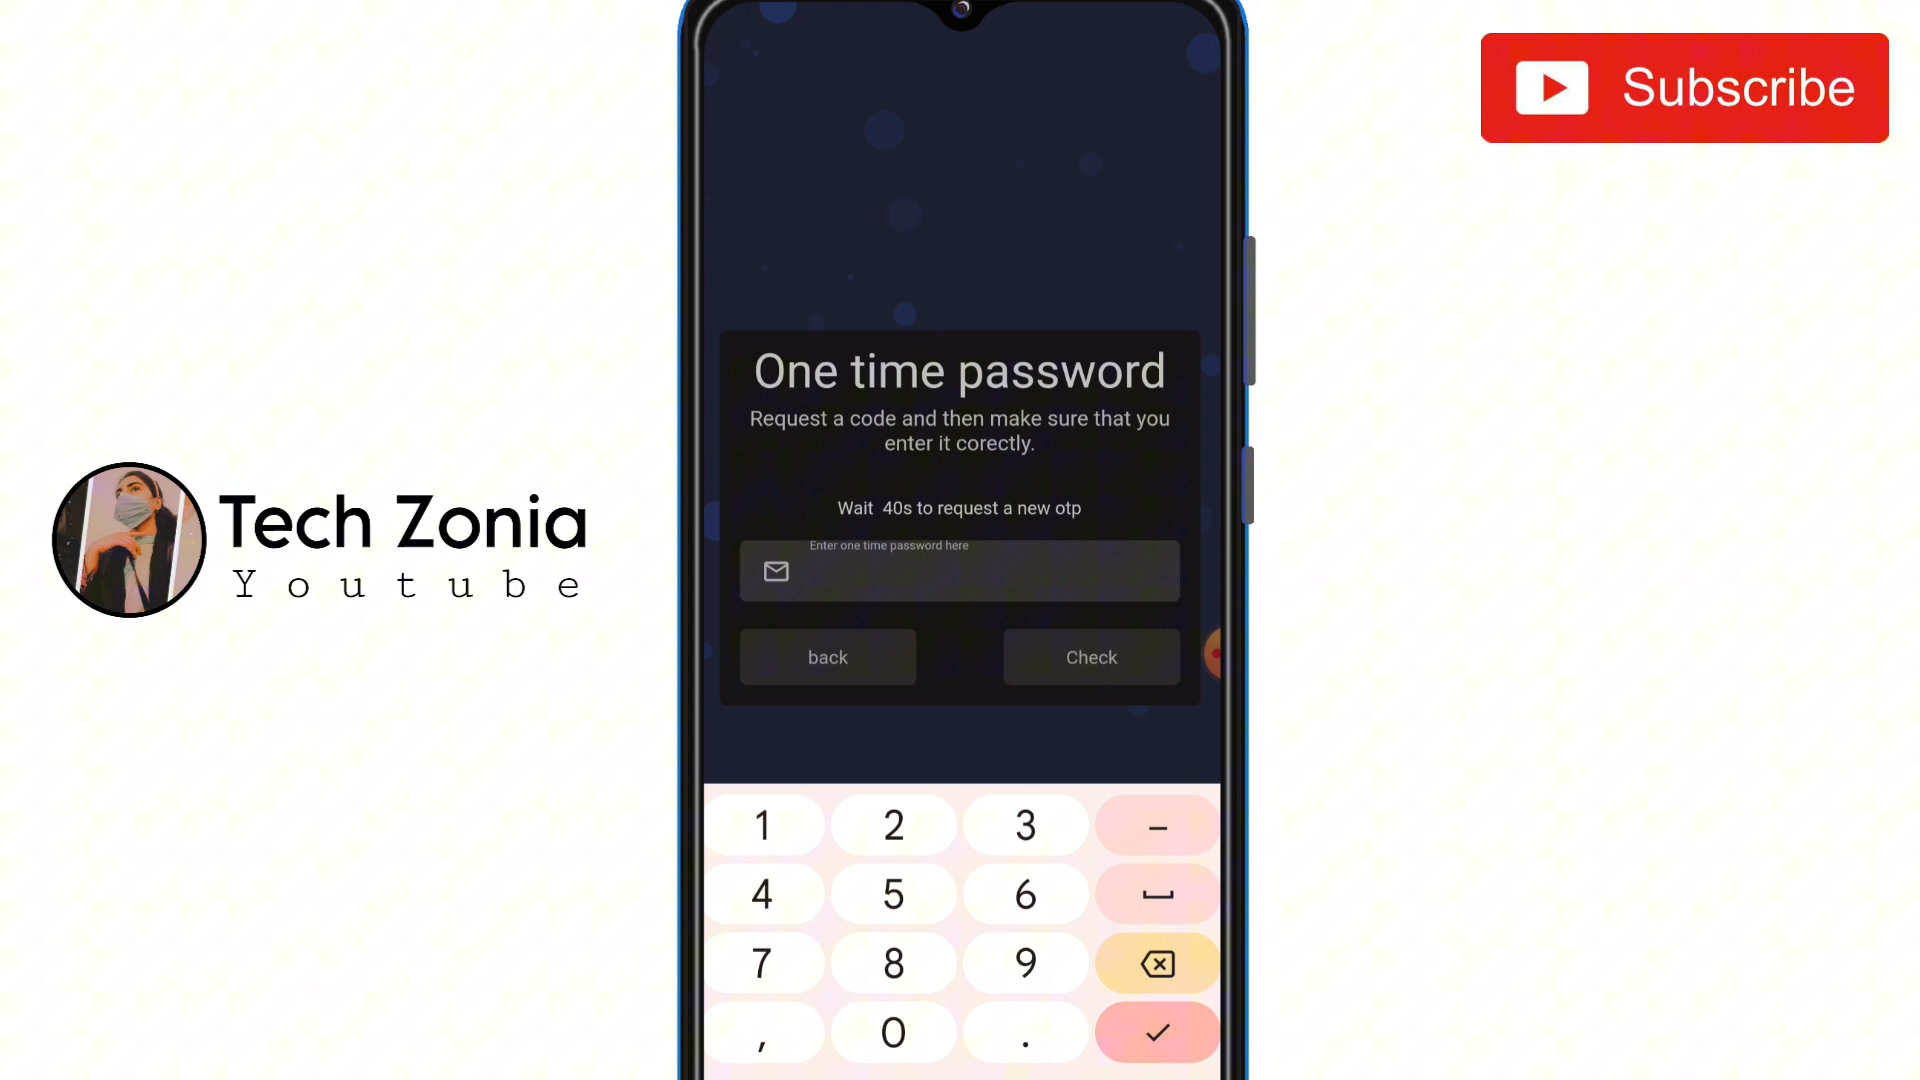 Subscribe
One time password
Request a code and then make sure that you
enter it corectly.
Wait 40s to request a new otp
Enter one time password here
back
Check
Tech Zonia
Youtube
1 2 3 –
4 5 6
7 8 9
, 0 .